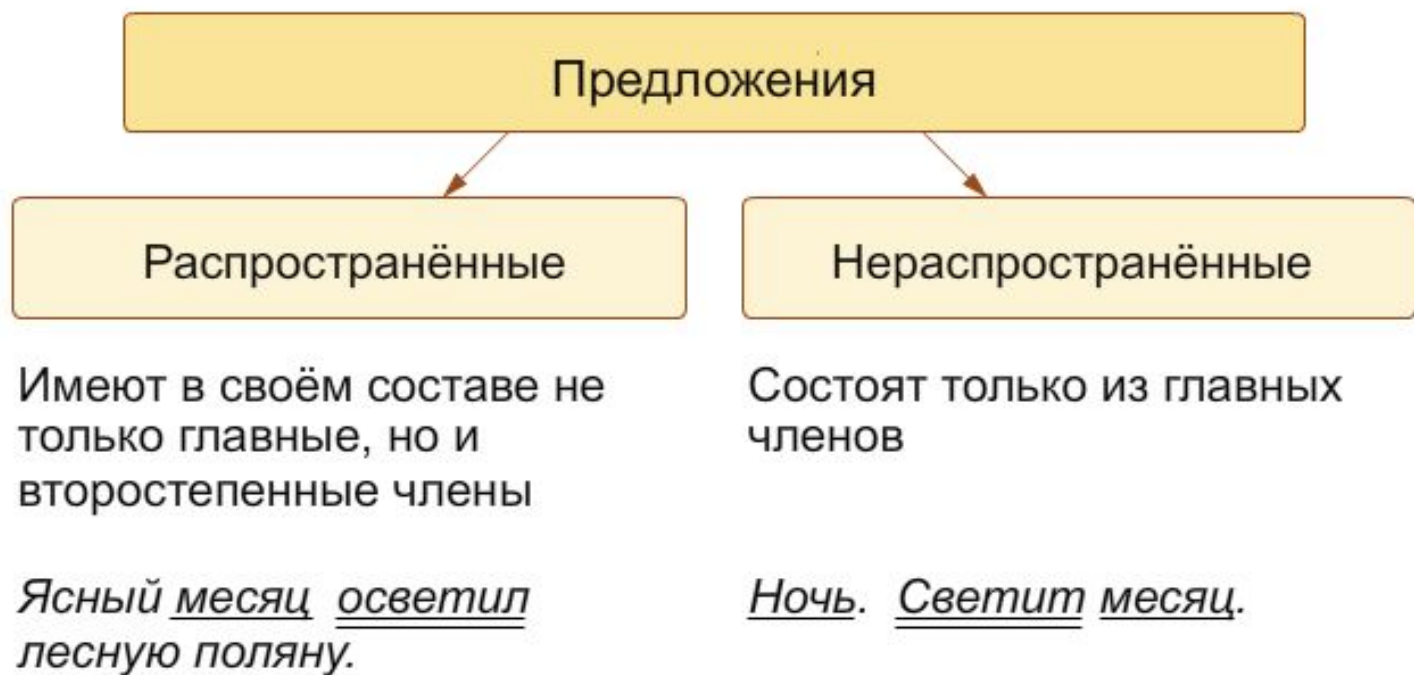 Предложения
Распространённые
Нераспространённые
Имеют в своём составе не
только главные, но и
второстепенные члены
Состоят только из главных
членов
Ясный месяц осветил
лесную поляну.
Ночь. Светит месяц.